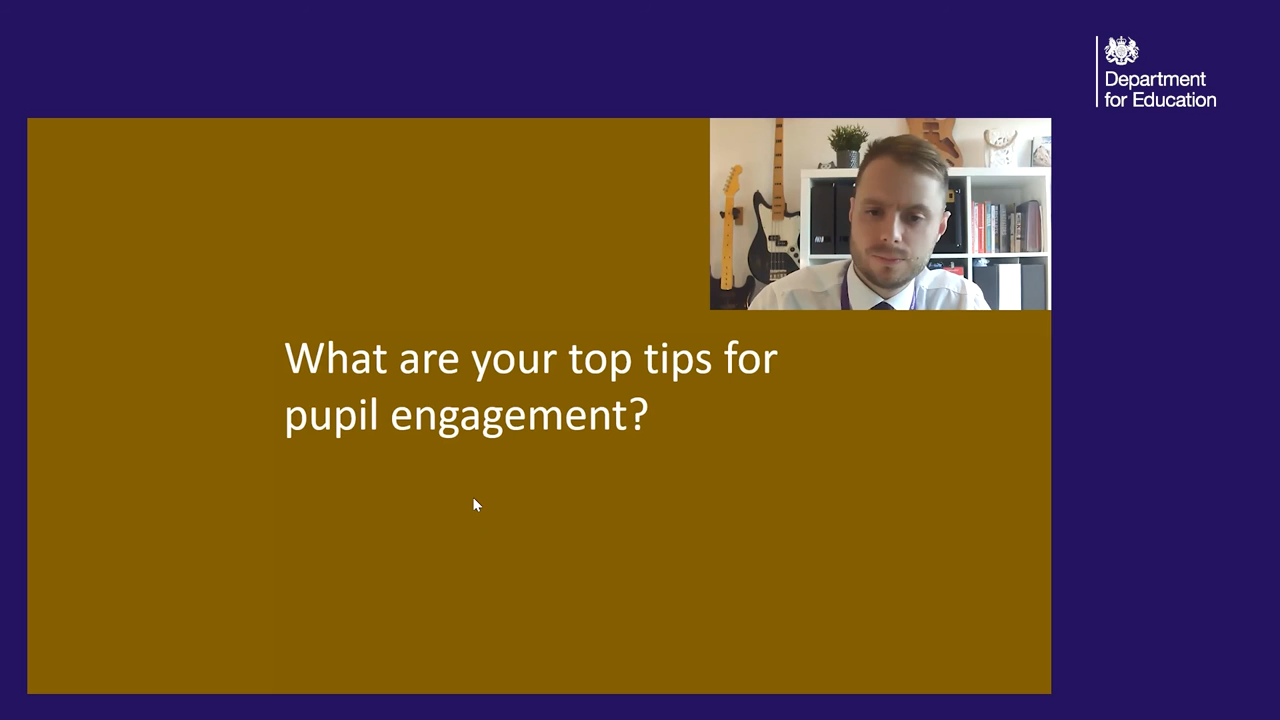 Department
for Education
What are your top tips for
pupil engagement?